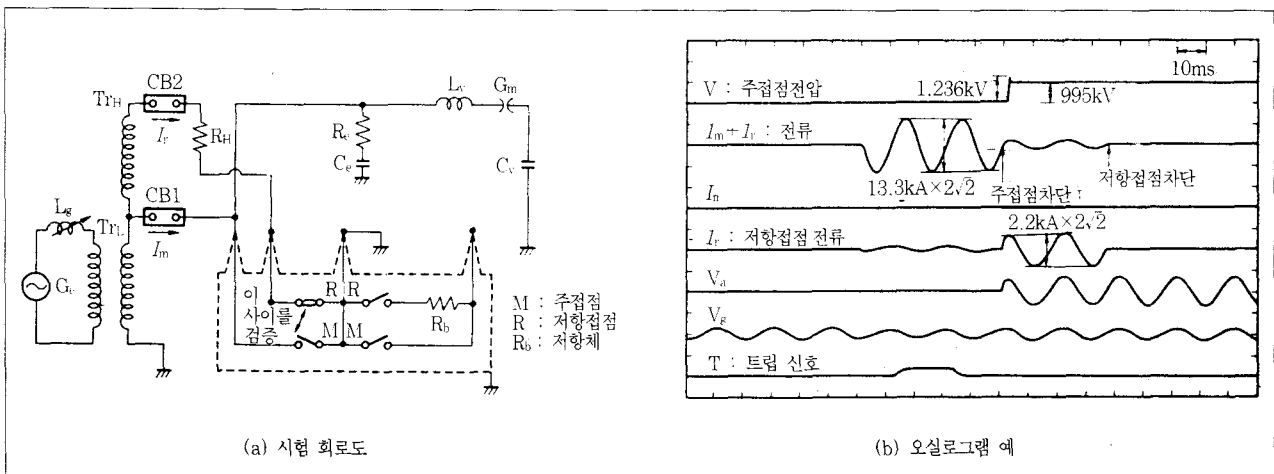 CB2
Tr_H
I_r
R_H
CB1
L_g
Tr_L
I_m
L_v
G_m
R_e
C_e
C_v
이
사이를
검증
R R
M M
R_b
M : 주접점
R : 저항접점
R_b : 저항체
(a) 시험 회로도
10ms
V : 주접점전압
1.236kV
995kV
I_m+I_r : 전류
13.3kA×2√2
주접점차단
저항접점차단
I_n
2.2kA×2√2
I_r : 저항접점 전류
V_a
V_g
T : 트립 신호
(b) 오실로그램 예